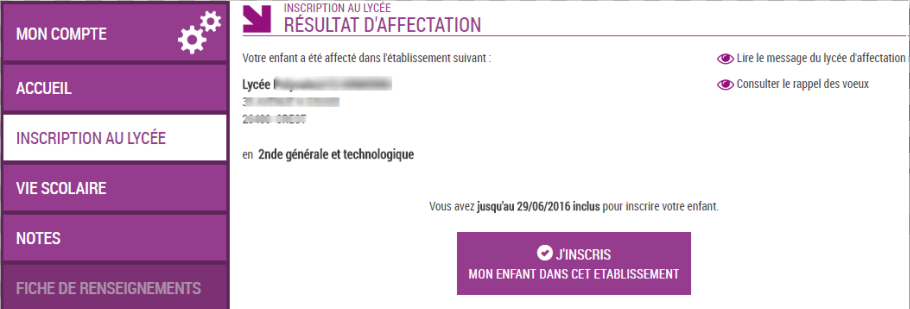 MON COMPTE
ACCUEIL
INSCRIPTION AU LYCÉE
VIE SCOLAIRE
NOTES
FICHE DE RENSEIGNEMENTS
INSCRIPTION AU LYCÉE
RÉSULTAT D'AFFECTATION
Votre enfant a été affecté dans l'établissement suivant :
Lycée
CREST
en 2nde générale et technologique
Lire le message du lycée d'affectation
Consulter le rappel des voeux
Vous avez jusqu'au 29/06/2016 inclus pour inscrire votre enfant.
J'INSCRIS
MON ENFANT DANS CET ETABLISSEMENT